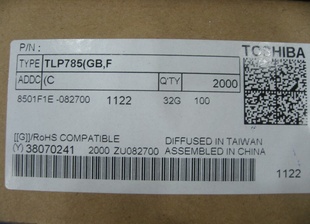 P/N :
TOSHIBA
TYPE TLP785(GB,F
ADDC (C Q'TY 2000
8501F1E -082700 1122 32G 100
[[G]]/RoHS COMPATIBLE DIFFUSED IN TAIWAN
(Y) 38070241 2000 ZU082700 ASSEMBLED IN CHINA
1122